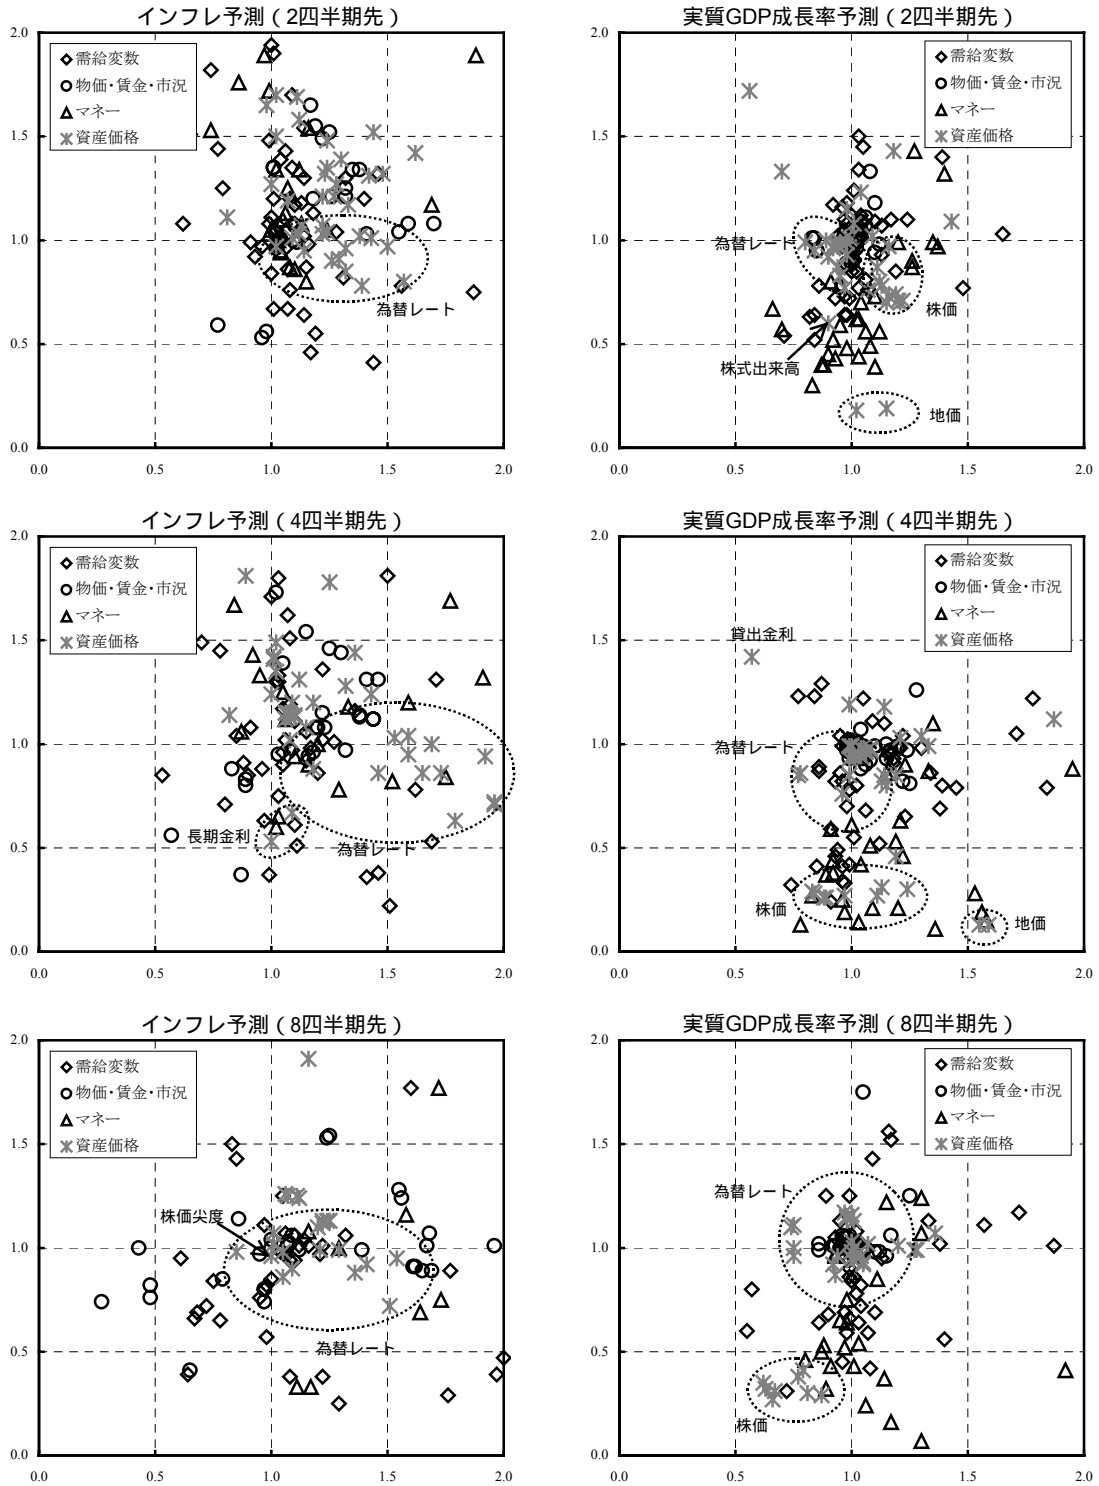 インフレ予測（2四半期先）
2.0
◇需給変数
○物価・賃金・市況
△マネー
資産価格
1.5
1.0
為替レート
0.5
0.0
0.0 0.5 1.0 1.5 2.0
実質GDP成長率予測（2四半期先）
2.0
◇需給変数
○物価・賃金・市況
△マネー
資産価格
1.5
為替レート
1.0
株価
0.5
株式出来高
地価
0.0
0.0 0.5 1.0 1.5 2.0
インフレ予測（4四半期先）
2.0
◇需給変数
○物価・賃金・市況
△マネー
資産価格
1.5
1.0
長期金利
為替レート
0.5
0.0
0.0 0.5 1.0 1.5 2.0
実質GDP成長率予測（4四半期先）
2.0
◇需給変数
○物価・賃金・市況
△マネー
資産価格
貸出金利
1.5
為替レート
1.0
0.5
株価
地価
0.0
0.0 0.5 1.0 1.5 2.0
インフレ予測（8四半期先）
2.0
◇需給変数
○物価・賃金・市況
△マネー
資産価格
1.5
株価尖度
1.0
為替レート
0.5
0.0
0.0 0.5 1.0 1.5 2.0
実質GDP成長率予測（8四半期先）
2.0
◇需給変数
○物価・賃金・市況
△マネー
資産価格
1.5
為替レート
1.0
0.5
株価
0.0
0.0 0.5 1.0 1.5 2.0